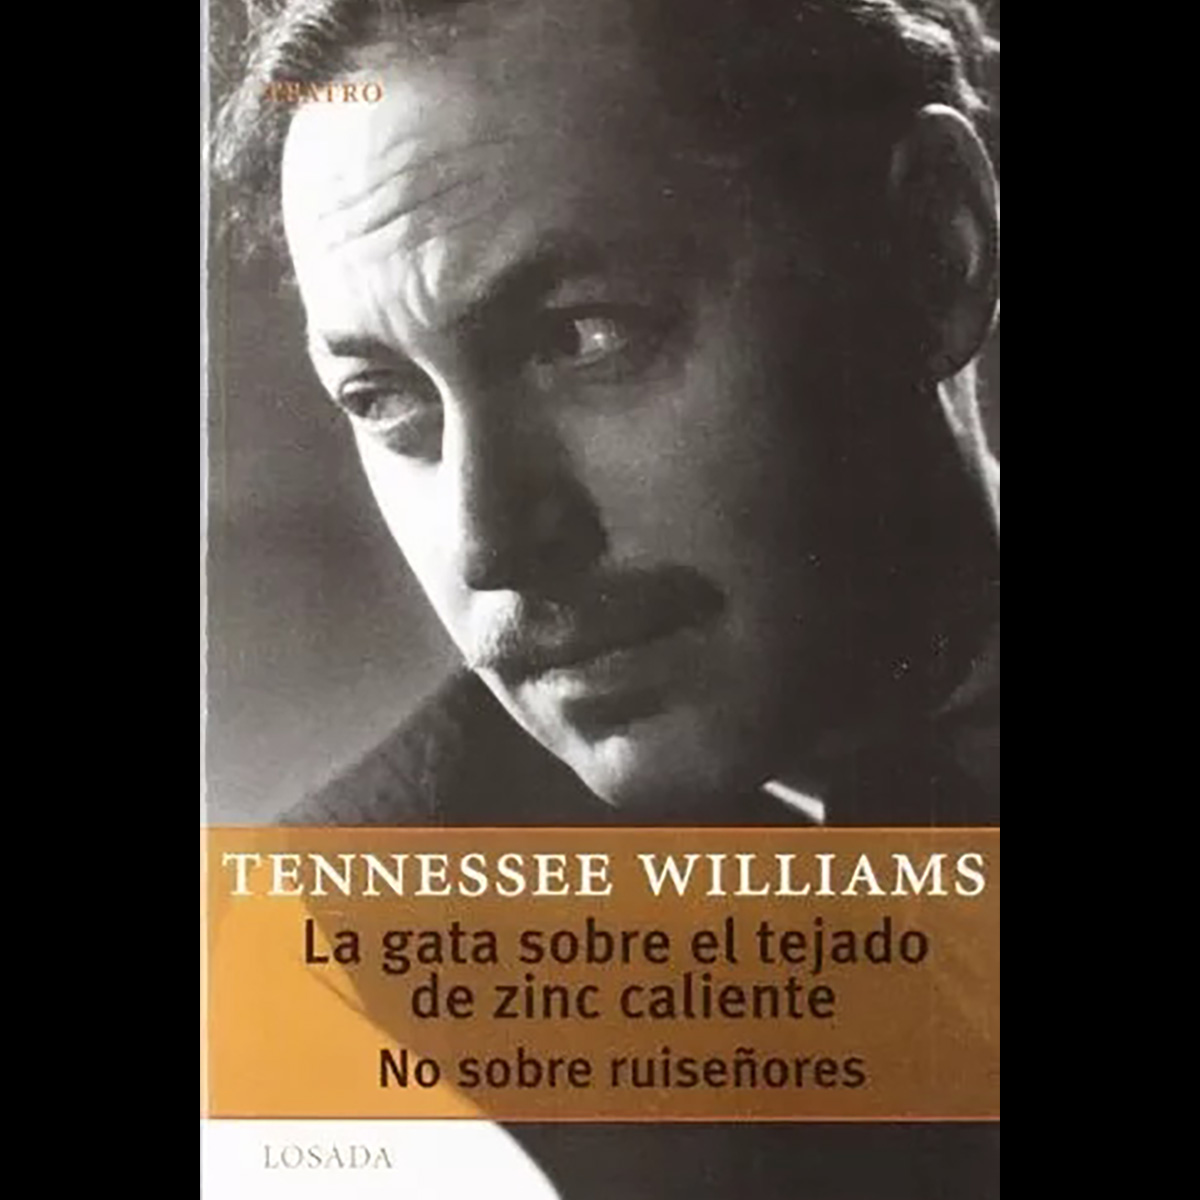 TEATRO
TENNESSEE WILLIAMS
La gata sobre el tejado
de zinc caliente
No sobre ruiseñores
LOSADA